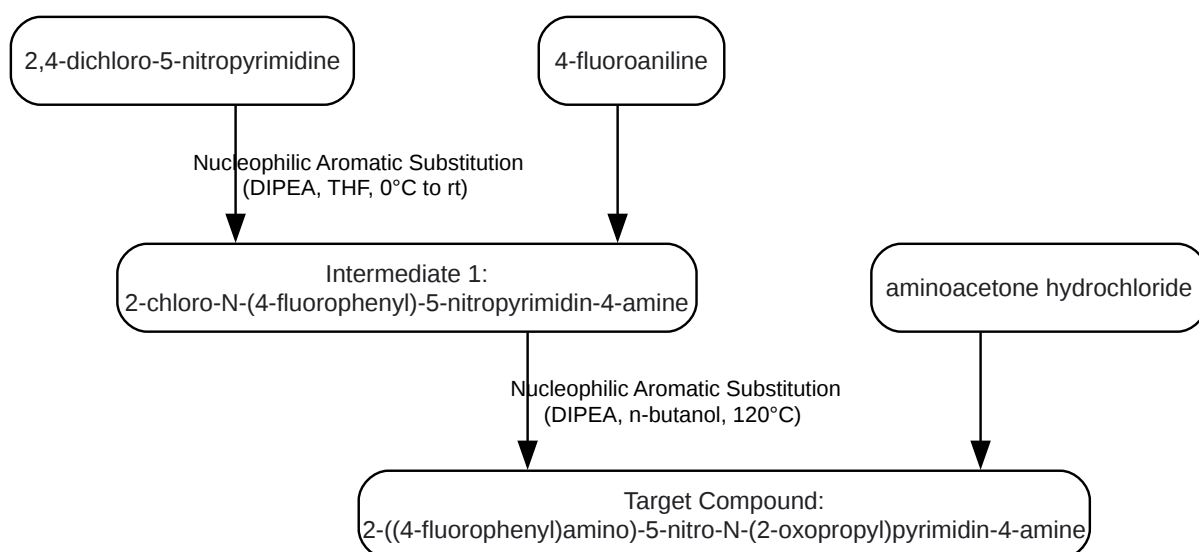 2,4-dichloro-5-nitropyrimidine
4-fluoroaniline
Nucleophilic Aromatic Substitution
(DIPEA, THF, 0°C to rt)
Intermediate 1:
2-chloro-N-(4-fluorophenyl)-5-nitropyrimidin-4-amine
aminoacetone hydrochloride
Nucleophilic Aromatic Substitution
(DIPEA, n-butanol, 120°C)
Target Compound:
2-((4-fluorophenyl)amino)-5-nitro-N-(2-oxopropyl)pyrimidin-4-amine